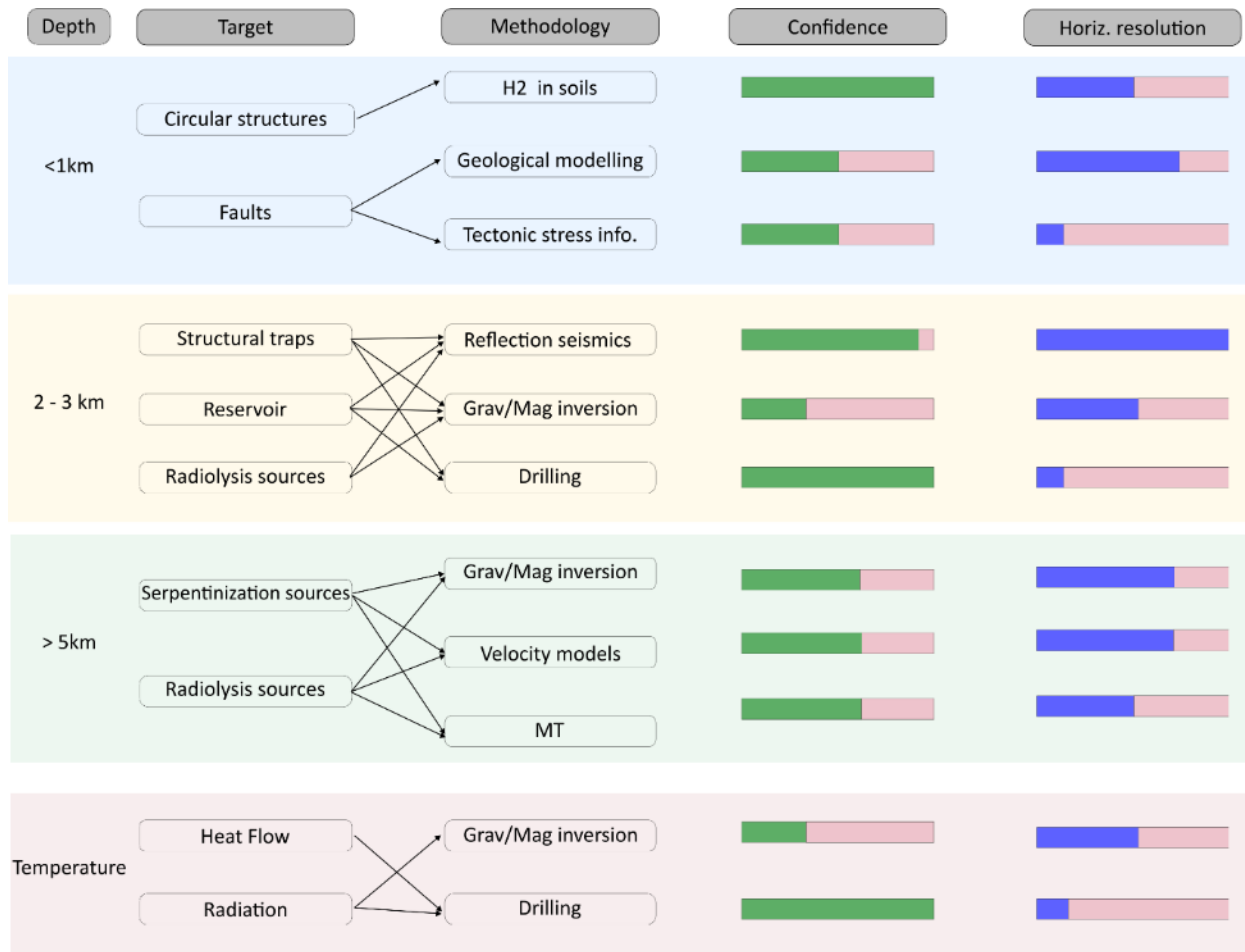 Depth
Target
Methodology
Confidence
Horiz. resolution
<1km
Circular structures
Faults
H2 in soils
Geological modelling
Tectonic stress info.
2 - 3 km
Structural traps
Reservoir
Radiolysis sources
Reflection seismics
Grav/Mag inversion
Drilling
> 5km
Serpentinization sources
Radiolysis sources
Grav/Mag inversion
Velocity models
MT
Temperature
Heat Flow
Radiation
Grav/Mag inversion
Drilling